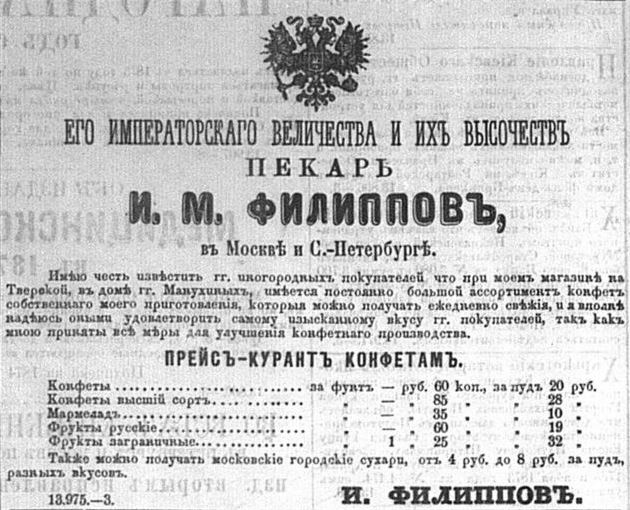 ЕГО ИМПЕРАТОРСКАГО ВЕЛИЧЕСТВА И ИХЪ ВЫСОЧЕСТВЪ
ПЕКАРЬ
И. М. ФИЛИППОВЪ,
въ Москвѣ и С.-Петербургѣ.
Имѣю честь извѣстить гг. иногородныхъ покупателей, что при моемъ магазинѣ на
Тверской, въ домѣ гг. Манухиныхъ, имѣется постоянно большой ассортиментъ конфетъ
собственнаго моего приготовленія, которыя можно получать ежедневно свѣжія, и я вполнѣ
надѣюсь оными удовлетворить самому изысканному вкусу гг. покупателей, такъ какъ
мною приняты всѣ мѣры для улучшенія конфетнаго производства.
ПРЕЙСЪ-КУРАНТЪ КОНФЕТАМЪ.
Конфеты . . . . . . . . . . . . . . . . за фунтъ — руб. 60 коп., за пудъ 20 руб.
Конфеты высшій сортъ. . . . . . . . . . — 85 „ 28 „
Мармеладъ . . . . . . . . . . . . . . . — 35 „ 10 „
Фрукты русскіе . . . . . . . . . . . . — 60 „ 19 „
Фрукты заграничные. . . . . . . . . . . 1 25 „ 32 „
Также можно получать московскіе городскіе сухари, отъ 4 руб. до 8 руб. за пудъ,
разныхъ вкусовъ.
13.975.—3. И. ФИЛИППОВЪ.